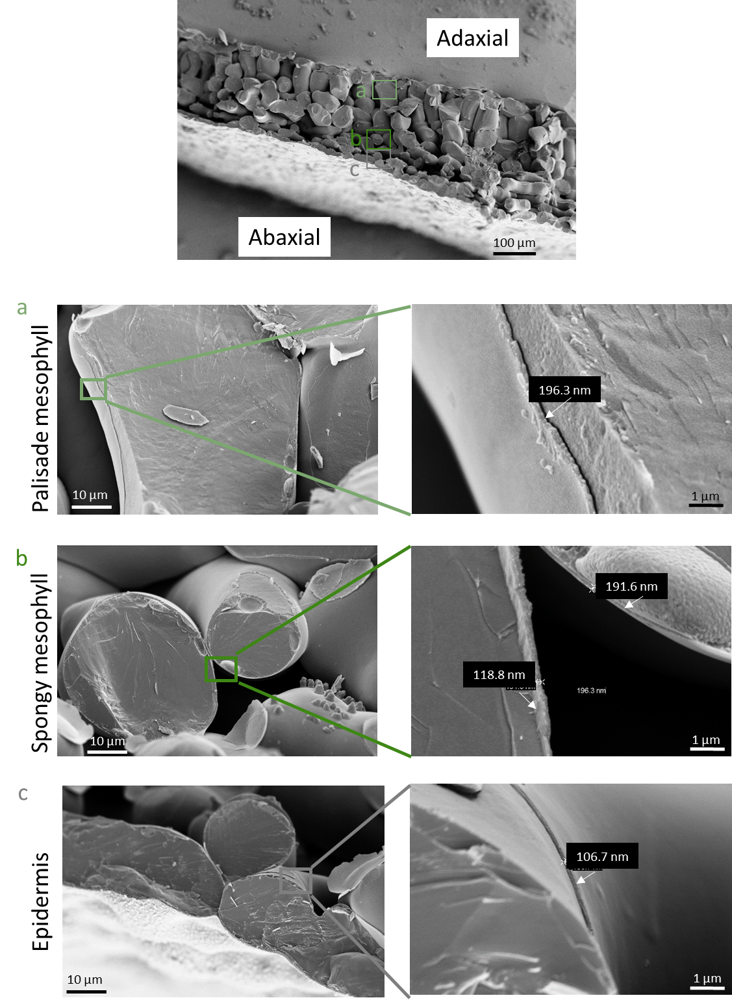 Adaxial
a
b
c
Abaxial
100 µm
a
Palisade mesophyll
10 µm
196.3 nm
1 µm
b
Spongy mesophyll
10 µm
191.6 nm
118.8 nm
196.3 nm
1 µm
c
Epidermis
10 µm
106.7 nm
1 µm